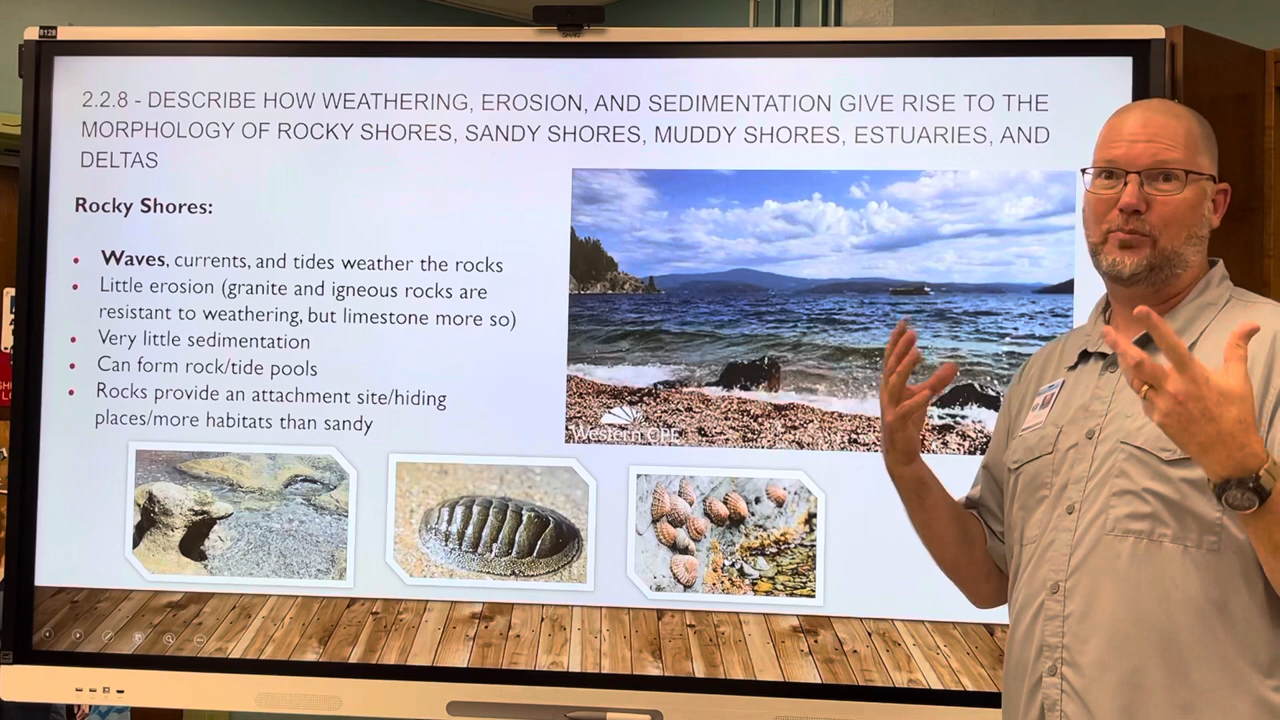 8128
SMART
2.2.8 - DESCRIBE HOW WEATHERING, EROSION, AND SEDIMENTATION GIVE RISE TO THE
MORPHOLOGY OF ROCKY SHORES, SANDY SHORES, MUDDY SHORES, ESTUARIES, AND
DELTAS
Rocky Shores:
• Waves, currents, and tides weather the rocks
• Little erosion (granite and igneous rocks are
resistant to weathering, but limestone more so)
• Very little sedimentation
• Can form rock/tide pools
• Rocks provide an attachment site/hiding
places/more habitats than sandy
Western CPE